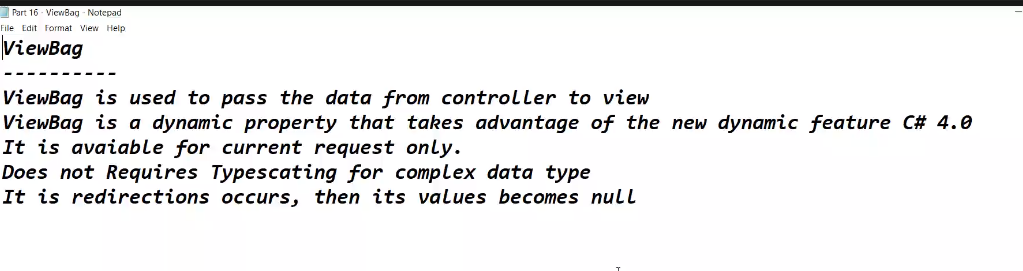 Part 16 - ViewBag - Notepad
File Edit Format View Help
ViewBag
----------
ViewBag is used to pass the data from controller to view
ViewBag is a dynamic property that takes advantage of the new dynamic feature C# 4.0
It is avaiable for current request only.
Does not Requires Typescating for complex data type
It is redirections occurs, then its values becomes null